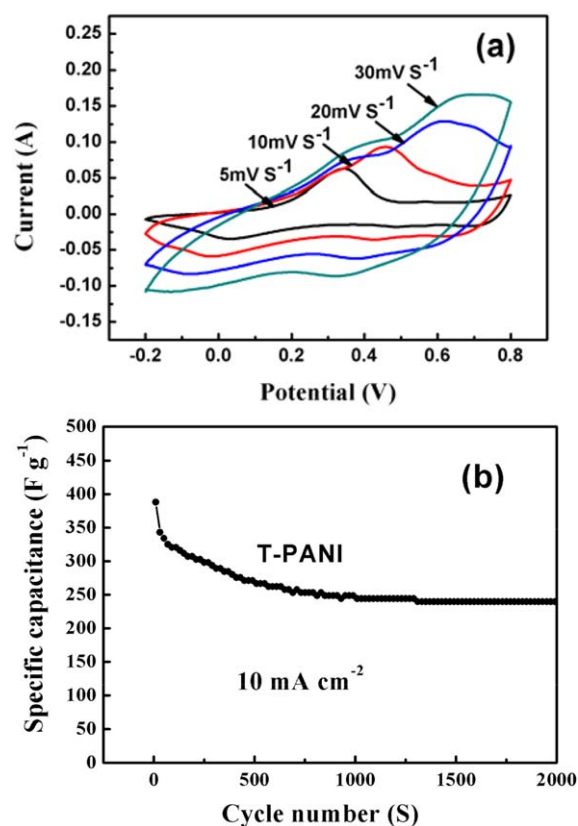 (a)
30mV S⁻¹
20mV S⁻¹
10mV S⁻¹
5mV S⁻¹
0.25
0.20
0.15
0.10
0.05
0.00
-0.05
-0.10
-0.15
Current (A)
-0.2 0.0 0.2 0.4 0.6 0.8
Potential (V)
(b)
T-PANI
10 mA cm⁻²
500
450
400
350
300
250
200
150
100
50
0
Specific capacitance (F g⁻¹)
0 500 1000 1500 2000
Cycle number (S)